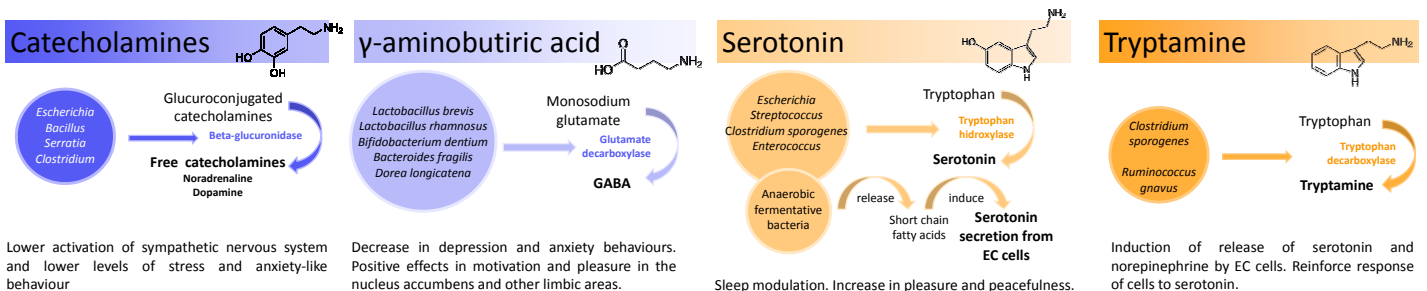 Catecholamines
HO
OH
NH₂
Escherichia
Bacillus
Serratia
Clostridium
Glucuroconjugated
catecholamines
Beta-glucuronidase
Free catecholamines
Noradrenaline
Dopamine
Lower activation of sympathetic nervous system
and lower levels of stress and anxiety-like
behaviour
γ-aminobutiric acid
O
HO
NH₂
Lactobacillus brevis
Lactobacillus rhamnosus
Bifidobacterium dentium
Bacteroides fragilis
Dorea longicatena
Monosodium
glutamate
Glutamate
decarboxylase
GABA
Decrease in depression and anxiety behaviours.
Positive effects in motivation and pleasure in the
nucleus accumbens and other limbic areas.
Serotonin
NH₂
HO
N
H
Escherichia
Streptococcus
Clostridium sporogenes
Enterococcus
Tryptophan
Tryptophan
hidroxylase
Serotonin
Anaerobic
fermentative
bacteria
release
Short chain
fatty acids
induce
Serotonin
secretion from
EC cells
Sleep modulation. Increase in pleasure and peacefulness.
Tryptamine
NH₂
N
H
Clostridium
sporogenes
Ruminococcus
gnavus
Tryptophan
Tryptophan
decarboxylase
Tryptamine
Induction of release of serotonin and
norepinephrine by EC cells. Reinforce response
of cells to serotonin.